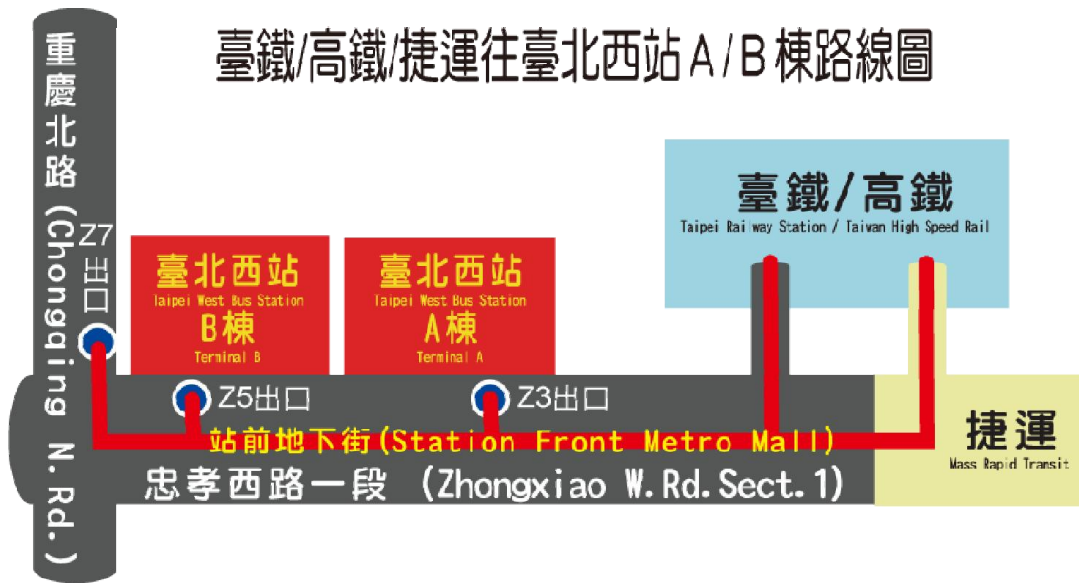 臺鐵/高鐵/捷運往臺北西站A/B棟路線圖
重慶北路(Chongqing N.Rd.)
Z7出口
臺北西站
Taipei West Bus Station
B棟
Terminal B
臺北西站
Taipei West Bus Station
A棟
Terminal A
臺鐵/高鐵
Taipei Railway Station / Taiwan High Speed Rail
Z5出口
Z3出口
站前地下街(Station Front Metro Mall)
忠孝西路一段 (Zhongxiao W.Rd.Sect.1)
捷運
Mass Rapid Transit